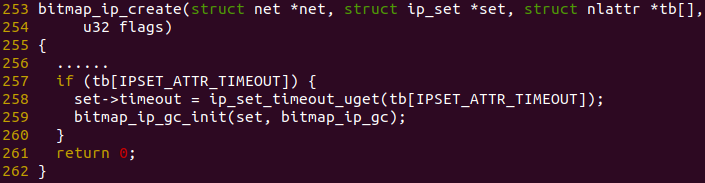 253 bitmap_ip_create(struct net *net, struct ip_set *set, struct nlattr *tb[],
254 u32 flags)
255 {
256 ......
257 if (tb[IPSET_ATTR_TIMEOUT]) {
258 set->timeout = ip_set_timeout_uget(tb[IPSET_ATTR_TIMEOUT]);
259 bitmap_ip_gc_init(set, bitmap_ip_gc);
260 }
261 return 0;
262 }